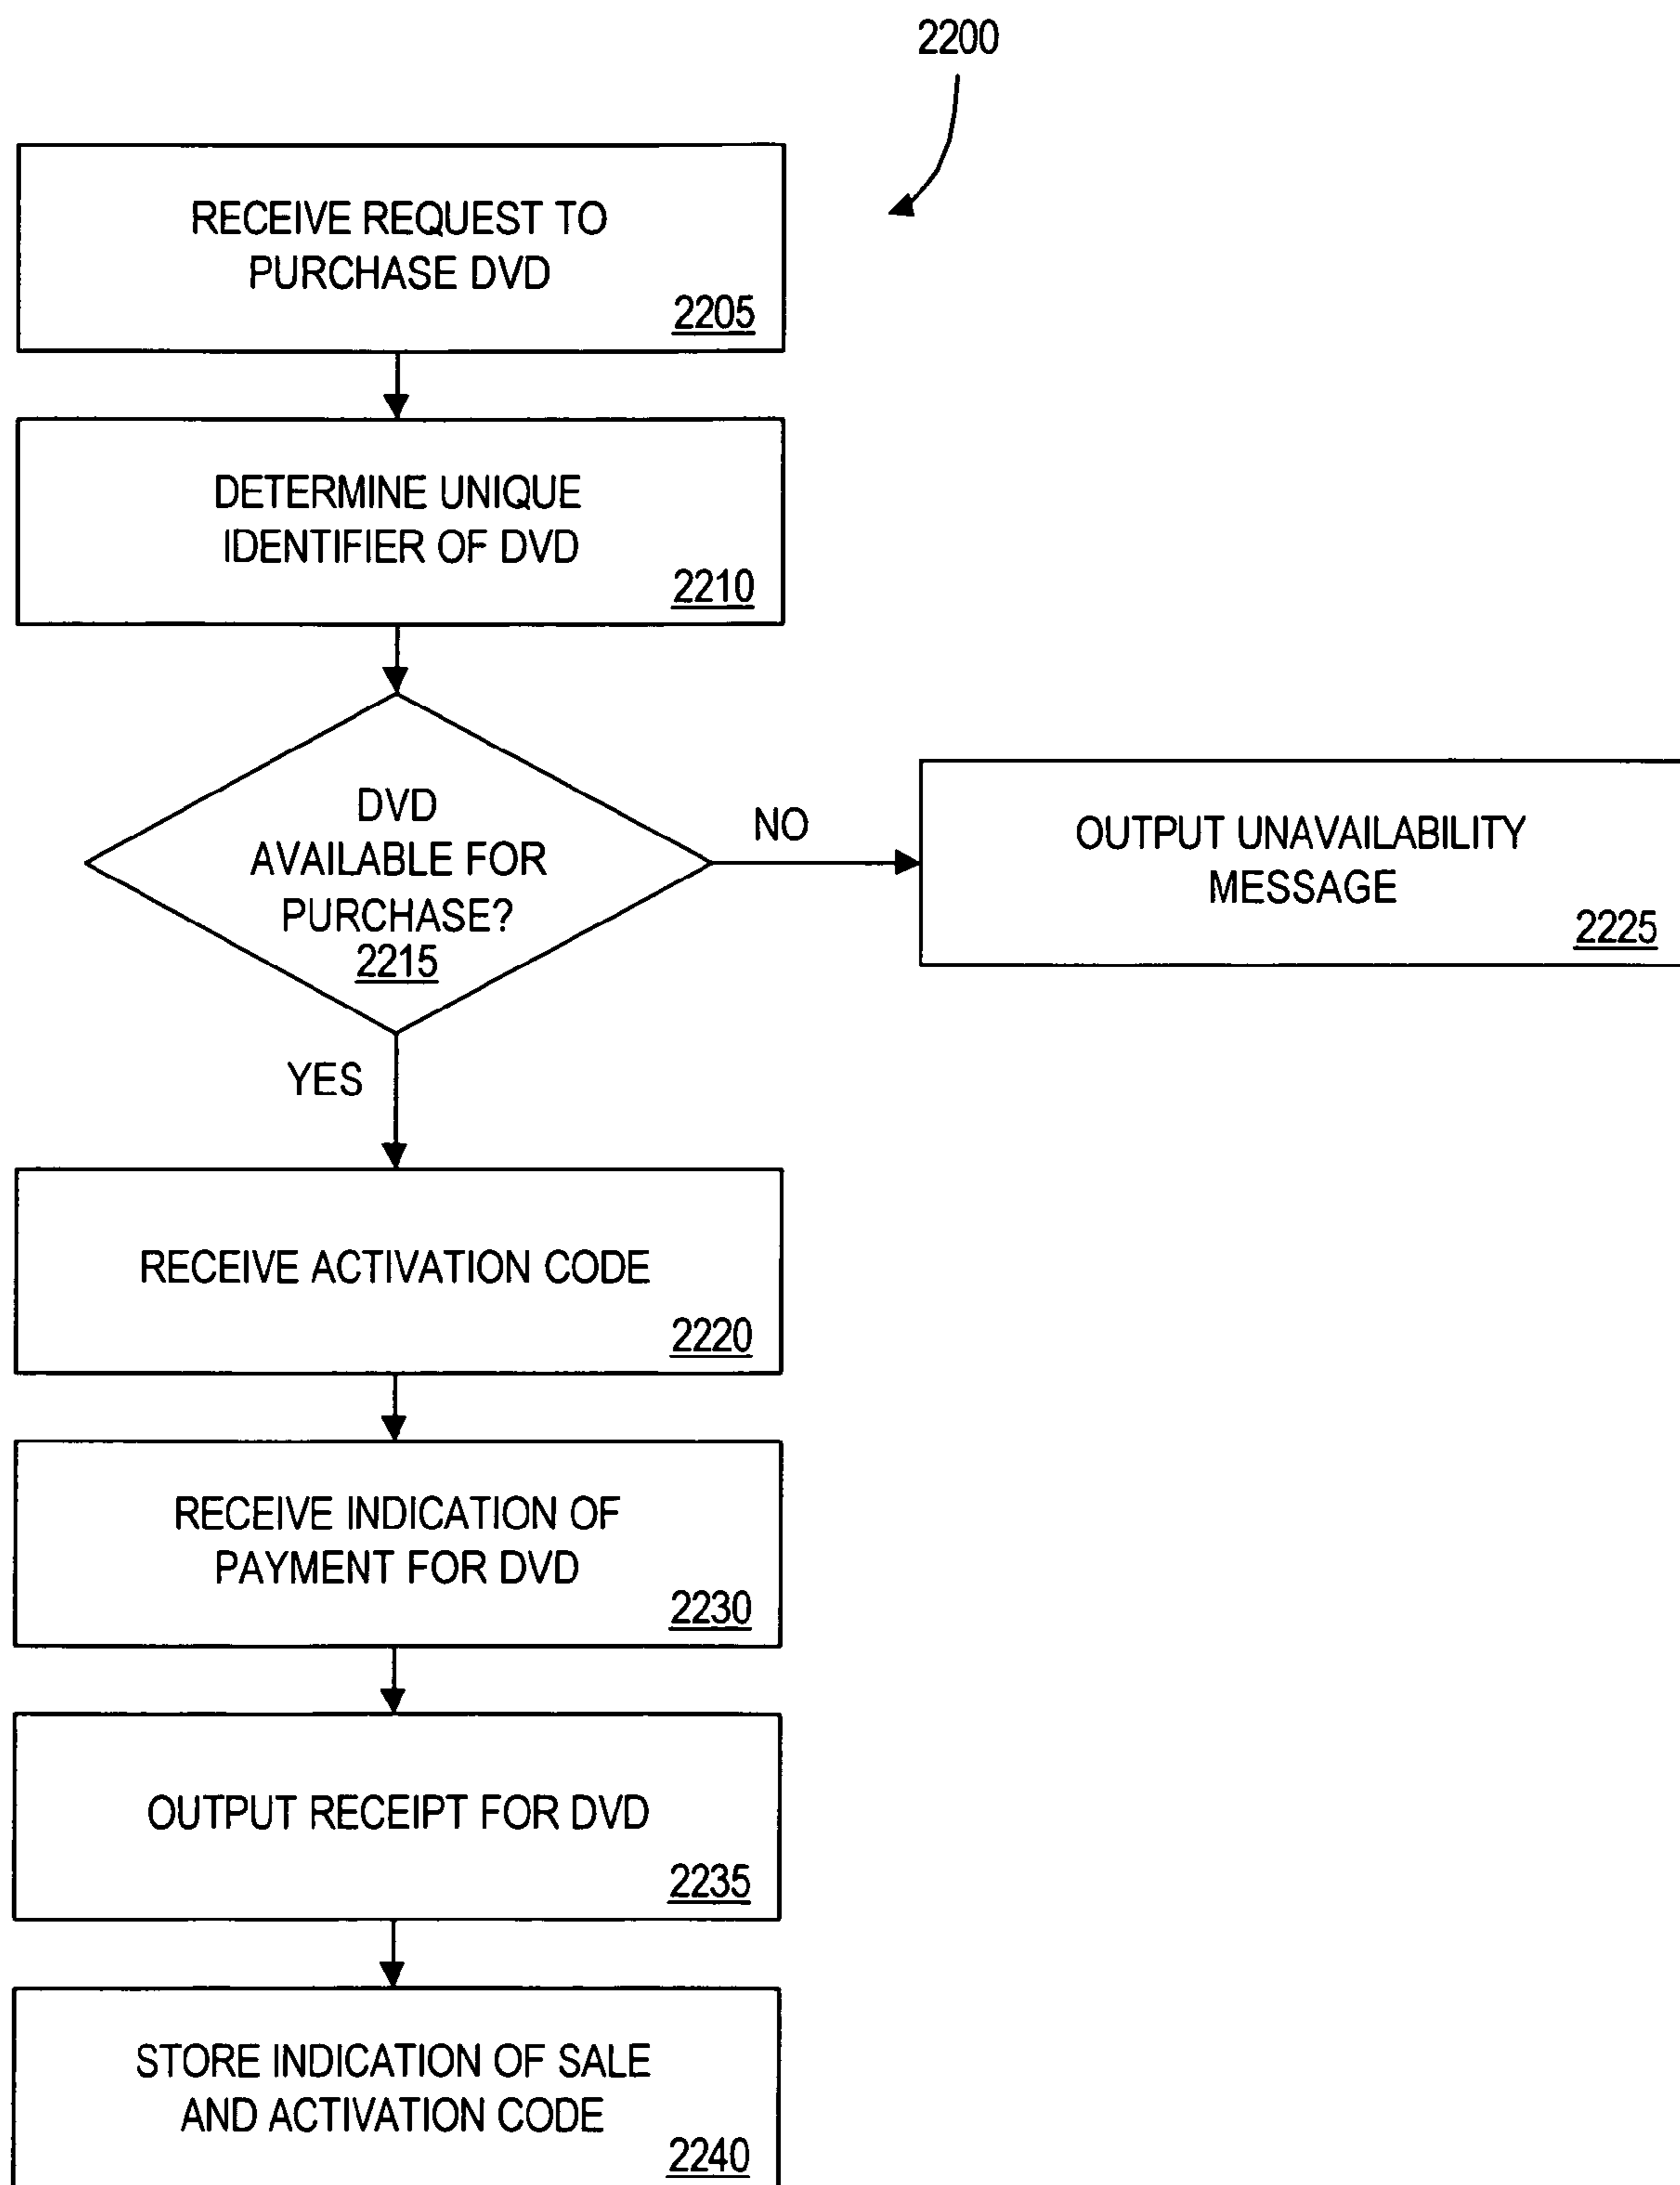 2200
RECEIVE REQUEST TO
PURCHASE DVD
2205
DETERMINE UNIQUE
IDENTIFIER OF DVD
2210
DVD
AVAILABLE FOR
PURCHASE?
2215
NO
OUTPUT UNAVAILABILITY
MESSAGE
2225
YES
RECEIVE ACTIVATION CODE
2220
RECEIVE INDICATION OF
PAYMENT FOR DVD
2230
OUTPUT RECEIPT FOR DVD
2235
STORE INDICATION OF SALE
AND ACTIVATION CODE
2240